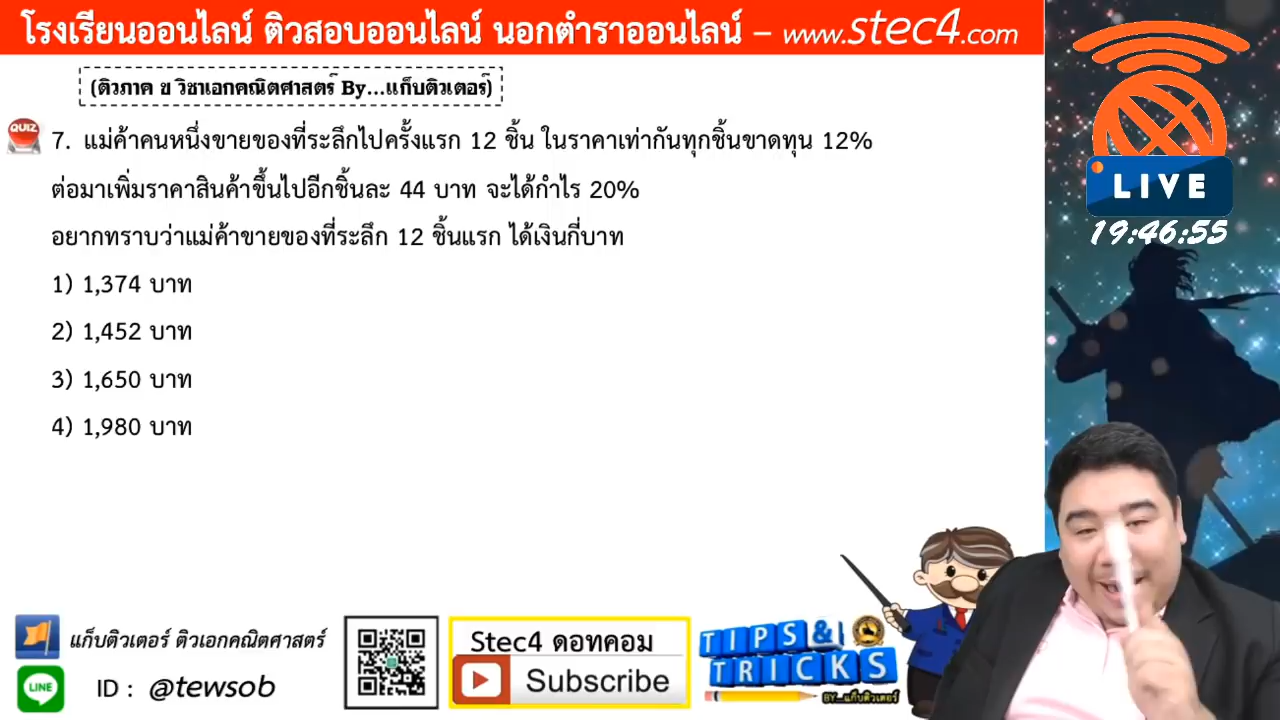 โรงเรียนออนไลน์ ติวสอบออนไลน์ นอกตำราออนไลน์ – www.stec4.com
(ติวภาค ข วิชาเอกคณิตศาสตร์ By...แก็บติวเตอร์)
QUIZ
7. แม่ค้าคนหนึ่งขายของที่ระลึกไปครั้งแรก 12 ชิ้น ในราคาเท่ากันทุกชิ้นขาดทุน 12%
ต่อมาเพิ่มราคาสินค้าขึ้นไปอีกชิ้นละ 44 บาท จะได้กำไร 20%
อยากทราบว่าแม่ค้าขายของที่ระลึก 12 ชิ้นแรก ได้เงินกี่บาท
1) 1,374 บาท
2) 1,452 บาท
3) 1,650 บาท
4) 1,980 บาท
LIVE
19:46:55
แก็บติวเตอร์ ติวเอกคณิตศาสตร์
LINE
ID : @tewsob
Stec4 ดอทคอม
Subscribe
TIPS &
TRICKS
BY...แก็บติวเตอร์